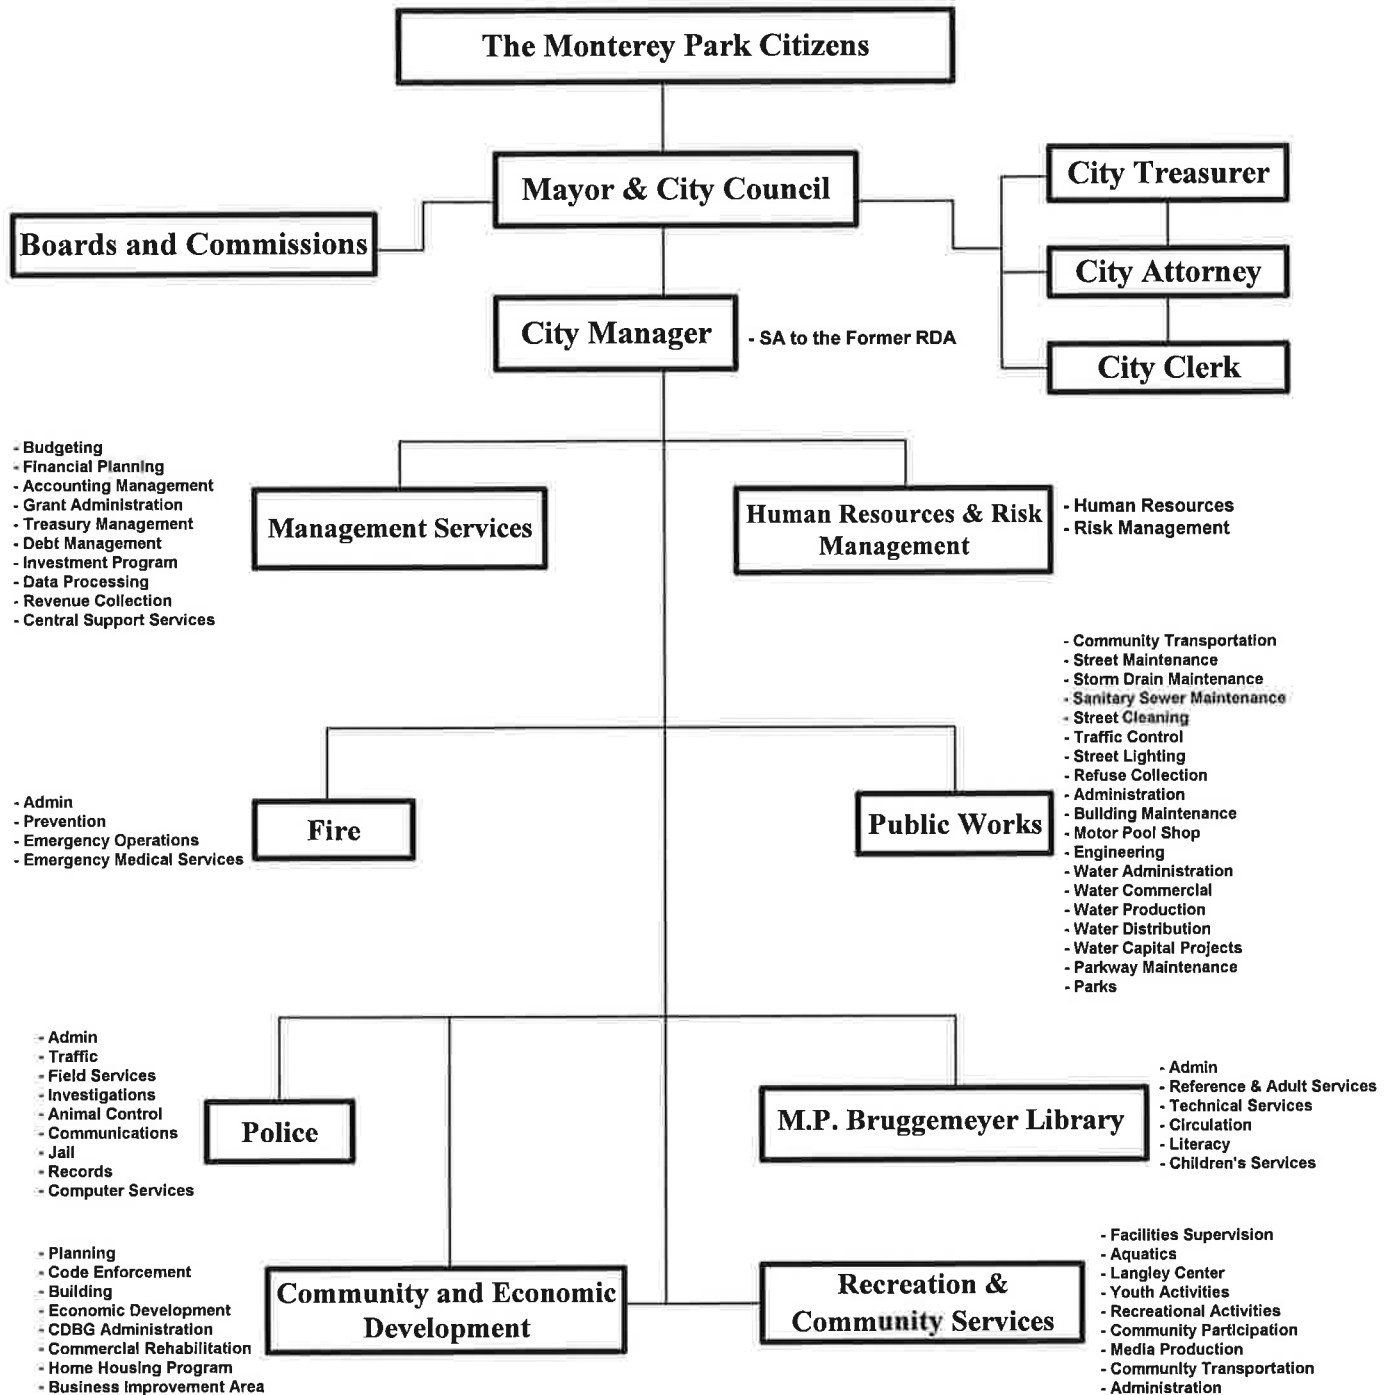 The Monterey Park Citizens
Mayor & City Council
City Treasurer
Boards and Commissions
City Attorney
City Manager
- SA to the Former RDA
City Clerk
- Budgeting
- Financial Planning
- Accounting Management
- Grant Administration
- Treasury Management
- Debt Management
- Investment Program
- Data Processing
- Revenue Collection
- Central Support Services
Management Services
Human Resources & Risk
Management
- Human Resources
- Risk Management
- Community Transportation
- Street Maintenance
- Storm Drain Maintenance
- Sanitary Sewer Maintenance
- Street Cleaning
- Traffic Control
- Street Lighting
- Refuse Collection
- Administration
- Building Maintenance
- Motor Pool Shop
- Engineering
- Water Administration
- Water Commercial
- Water Production
- Water Distribution
- Water Capital Projects
- Parkway Maintenance
- Parks
- Admin
- Prevention
- Emergency Operations
- Emergency Medical Services
Fire
Public Works
- Admin
- Traffic
- Field Services
- Investigations
- Animal Control
- Communications
- Jail
- Records
- Computer Services
Police
M.P. Bruggemeyer Library
- Admin
- Reference & Adult Services
- Technical Services
- Circulation
- Literacy
- Children's Services
- Planning
- Code Enforcement
- Building
- Economic Development
- CDBG Administration
- Commercial Rehabilitation
- Home Housing Program
- Business Improvement Area
Community and Economic
Development
Recreation &
Community Services
- Facilities Supervision
- Aquatics
- Langley Center
- Youth Activities
- Recreational Activities
- Community Participation
- Media Production
- Community Transportation
- Administration